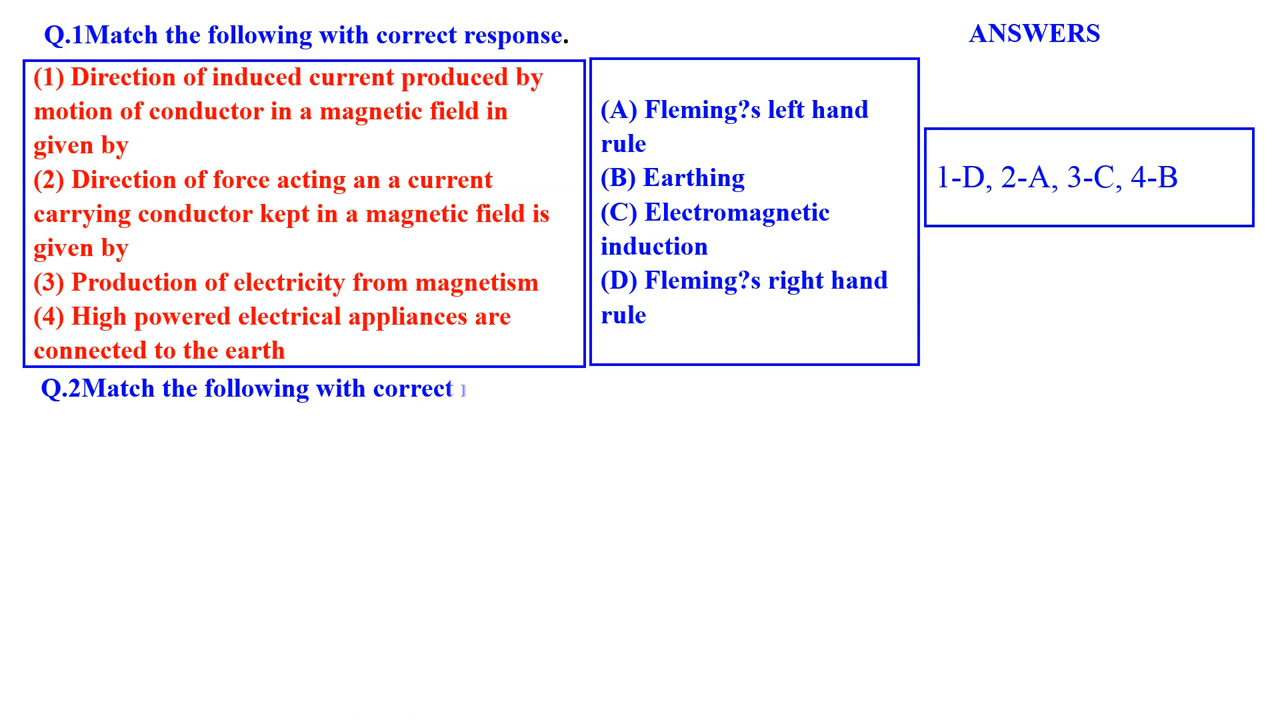 Q.1Match the following with correct response.
ANSWERS
(1) Direction of induced current produced by
motion of conductor in a magnetic field in
given by
(2) Direction of force acting an a current
carrying conductor kept in a magnetic field is
given by
(3) Production of electricity from magnetism
(4) High powered electrical appliances are
connected to the earth
(A) Fleming?s left hand
rule
(B) Earthing
(C) Electromagnetic
induction
(D) Fleming?s right hand
rule
1-D, 2-A, 3-C, 4-B
Q.2Match the following with correct